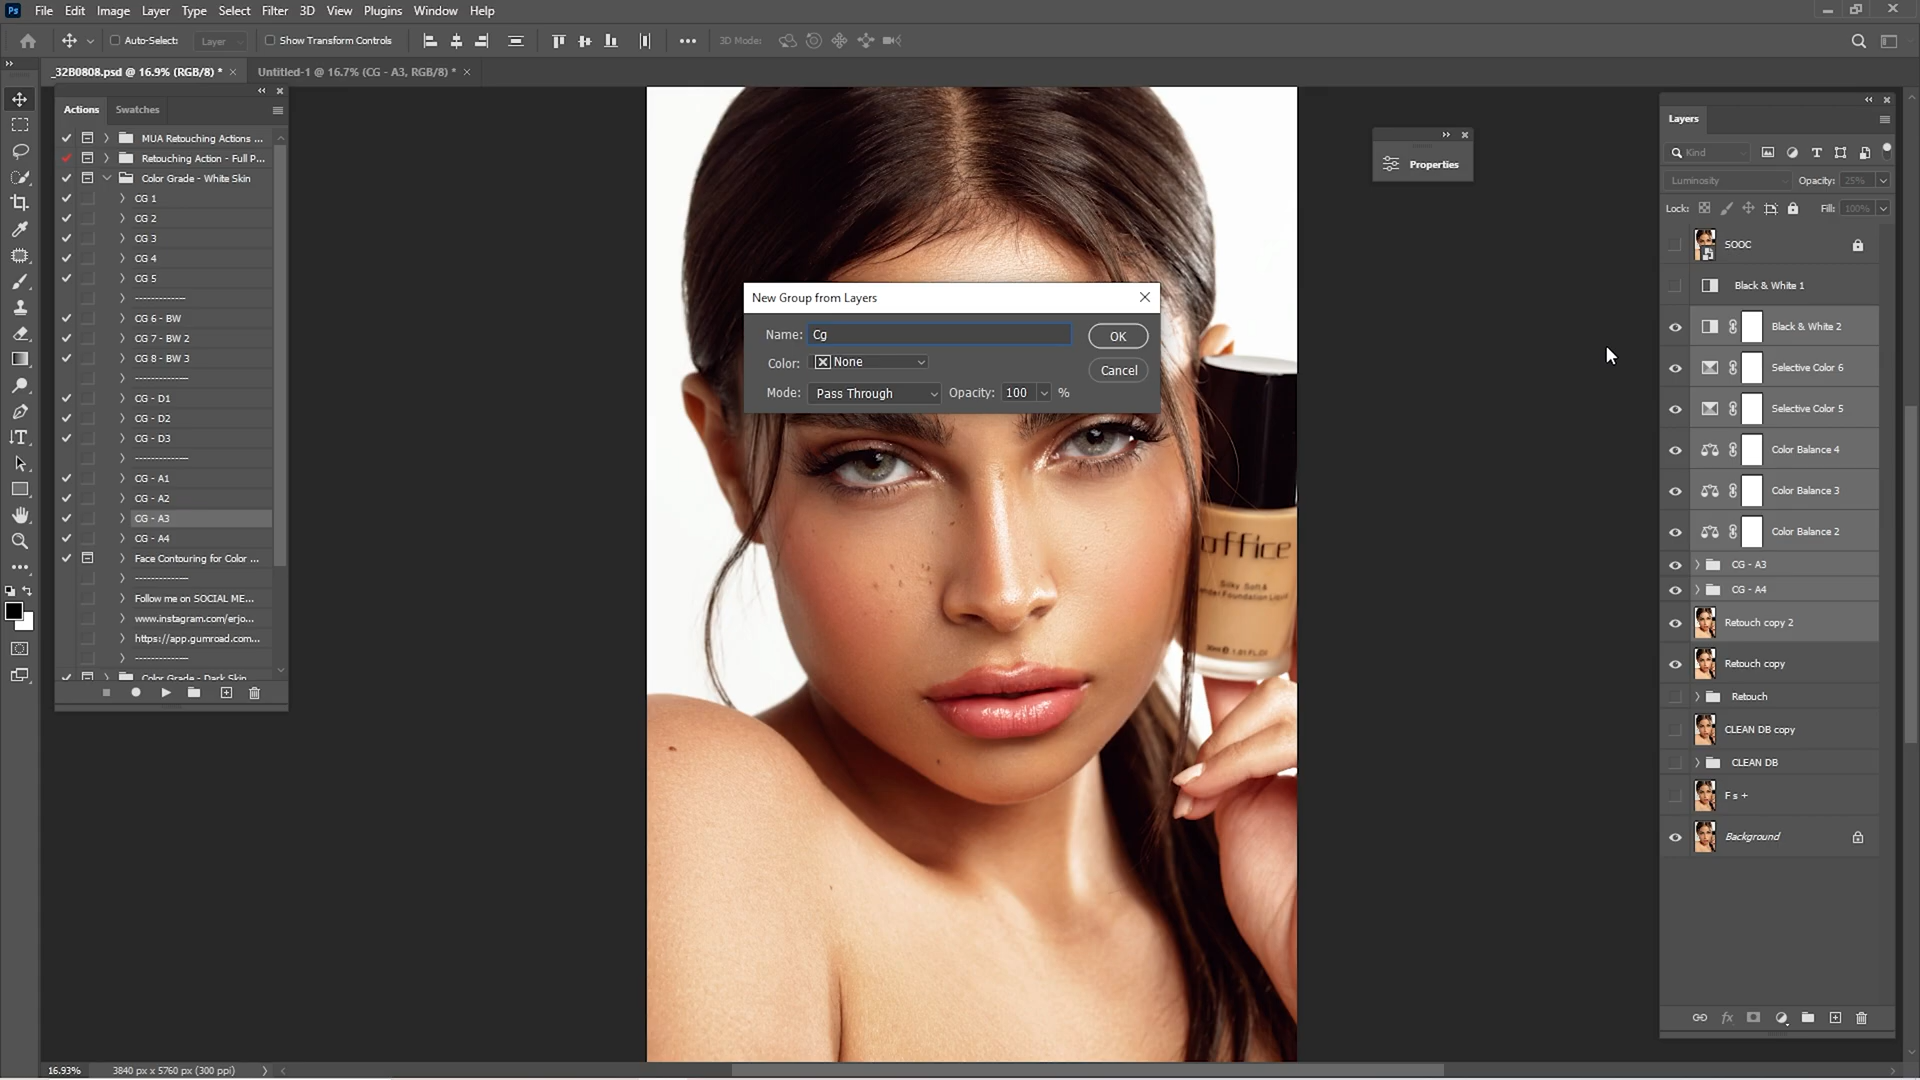 Ps File Edit Image Layer Type Select Filter 3D View Plugins Window Help
Auto-Select: Layer Show Transform Controls 3D Mode:
_32B0808.psd @ 16.9% (RGB/8) * Untitled-1 @ 16.7% (CG - A3, RGB/8) *
Actions Swatches
MUA Retouching Actions ...
Retouching Action - Full P...
Color Grade - White Skin
CG 1
CG 2
CG 3
CG 4
CG 5
--------------
CG 6 - BW
CG 7 - BW 2
CG 8 - BW 3
--------------
CG - D1
CG - D2
CG - D3
--------------
CG - A1
CG - A2
CG - A3
CG - A4
Face Contouring for Color ...
--------------
Follow me on SOCIAL ME...
www.instagram.com/erjo...
https://app.gumroad.com...
--------------
Color Grade - Dark Skin
New Group from Layers
Name: Cg
OK
Color: None
Cancel
Mode: Pass Through Opacity: 100 %
office
Silky Soft &
Foundation Liquid
30ml e 1.01 FL.OZ
Properties
Layers
Kind
Luminosity Opacity: 25%
Lock: Fill: 100%
SOOC
Black & White 1
Black & White 2
Selective Color 6
Selective Color 5
Color Balance 4
Color Balance 3
Color Balance 2
CG - A3
CG - A4
Retouch copy 2
Retouch copy
Retouch
CLEAN DB copy
CLEAN DB
F s +
Background
fx
16.93% 3840 px x 5760 px (300 ppi)